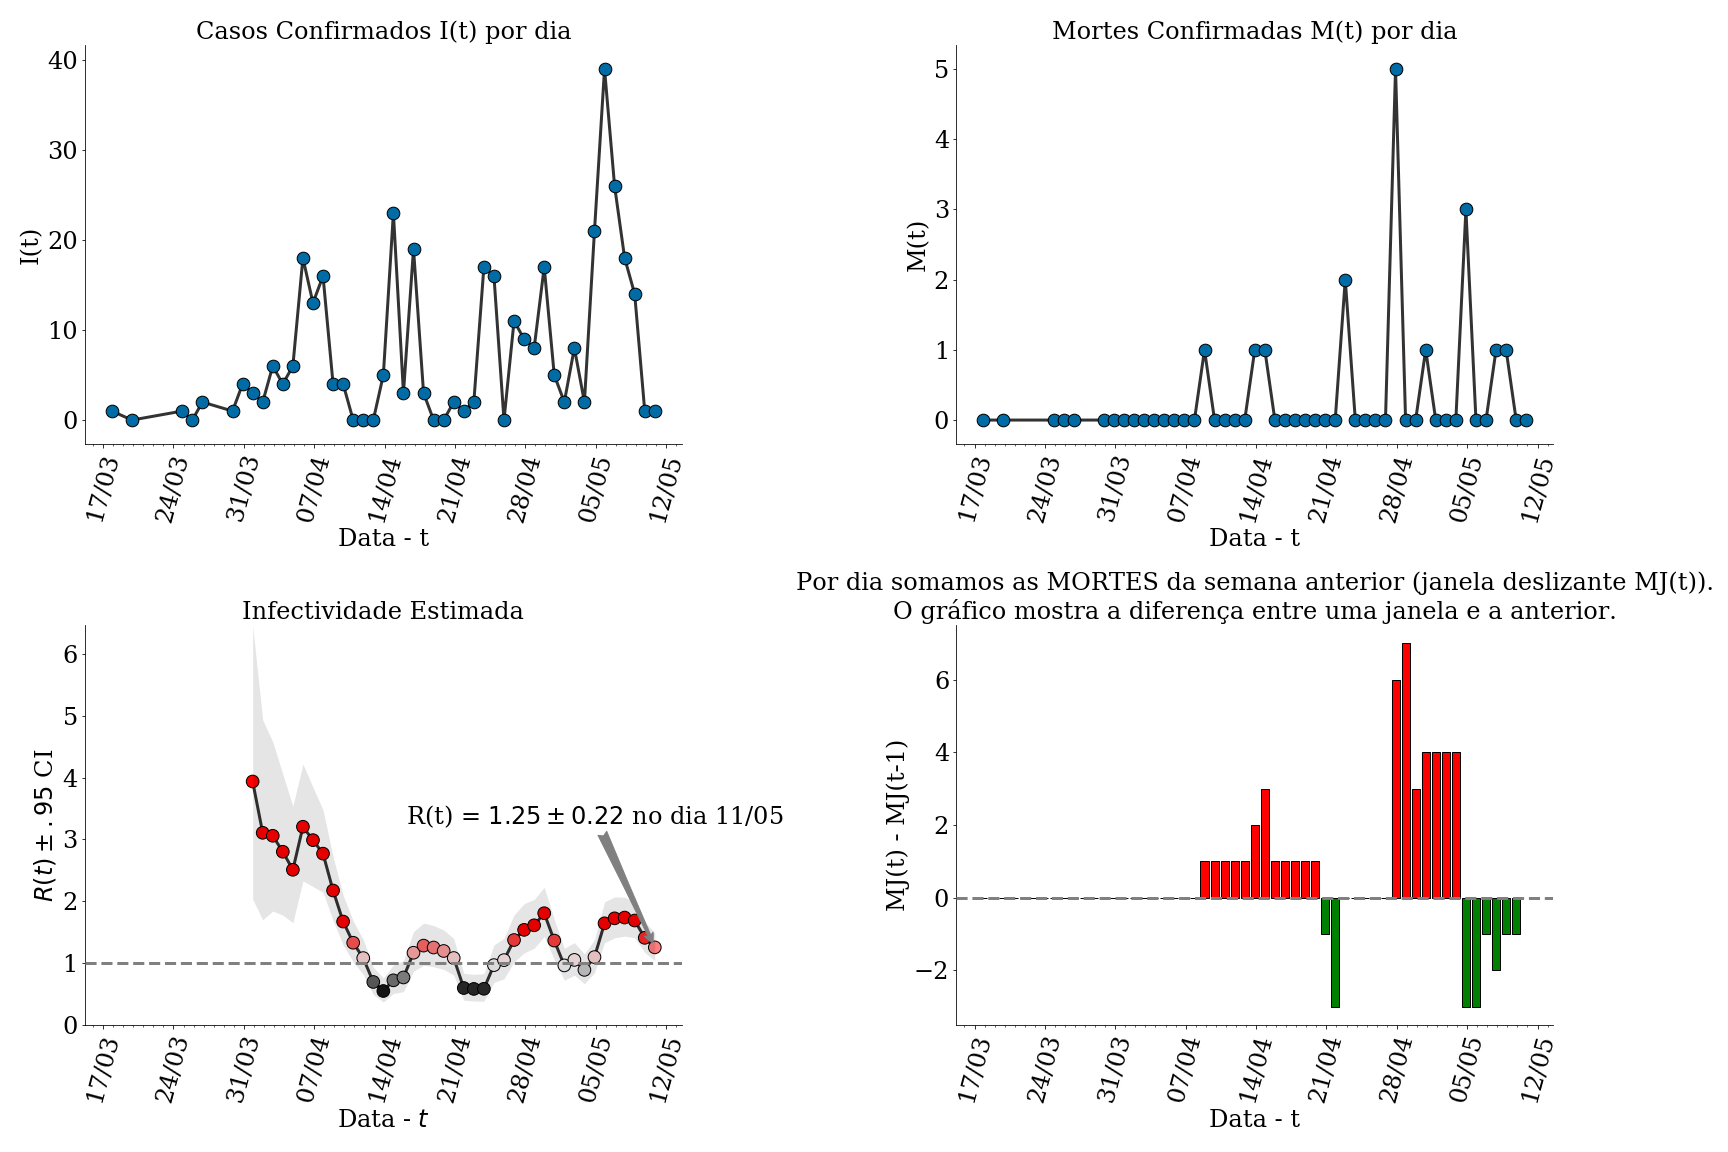 Casos Confirmados I(t) por dia
40
30
20
10
0
I(t)
17/03 24/03 31/03 07/04 14/04 21/04 28/04 05/05 12/05
Data - t
Mortes Confirmadas M(t) por dia
5
4
3
2
1
0
M(t)
17/03 24/03 31/03 07/04 14/04 21/04 28/04 05/05 12/05
Data - t
Infectividade Estimada
6
5
4
3
2
1
0
R(t) ± . 95 CI
R(t) = 1.25 ± 0.22 no dia 11/05
17/03 24/03 31/03 07/04 14/04 21/04 28/04 05/05 12/05
Data - t
Por dia somamos as MORTES da semana anterior (janela deslizante MJ(t)).
O gráfico mostra a diferença entre uma janela e a anterior.
6
4
2
0
−2
MJ(t) - MJ(t-1)
17/03 24/03 31/03 07/04 14/04 21/04 28/04 05/05 12/05
Data - t